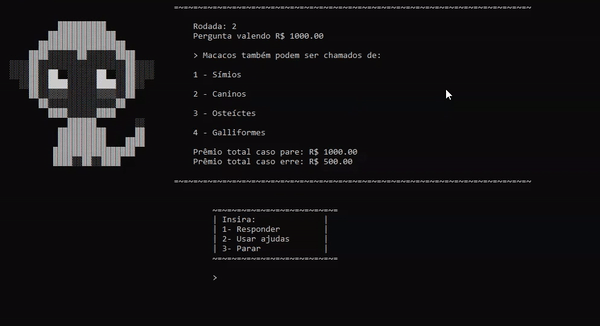 Rodada: 2
Pergunta valendo R$ 1000.00
> Macacos também podem ser chamados de:
1 - Símios
2 - Caninos
3 - Osteíctes
4 - Galliformes
Prêmio total caso pare: R$ 1000.00
Prêmio total caso erre: R$ 500.00
| Insira: |
| 1- Responder |
| 2- Usar ajudas |
| 3- Parar |
>